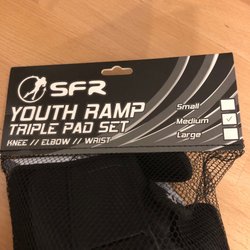 SFR
YOUTH RAMP
TRIPLE PAD SET
KNEE // ELBOW // WRIST
Small
Medium
Large